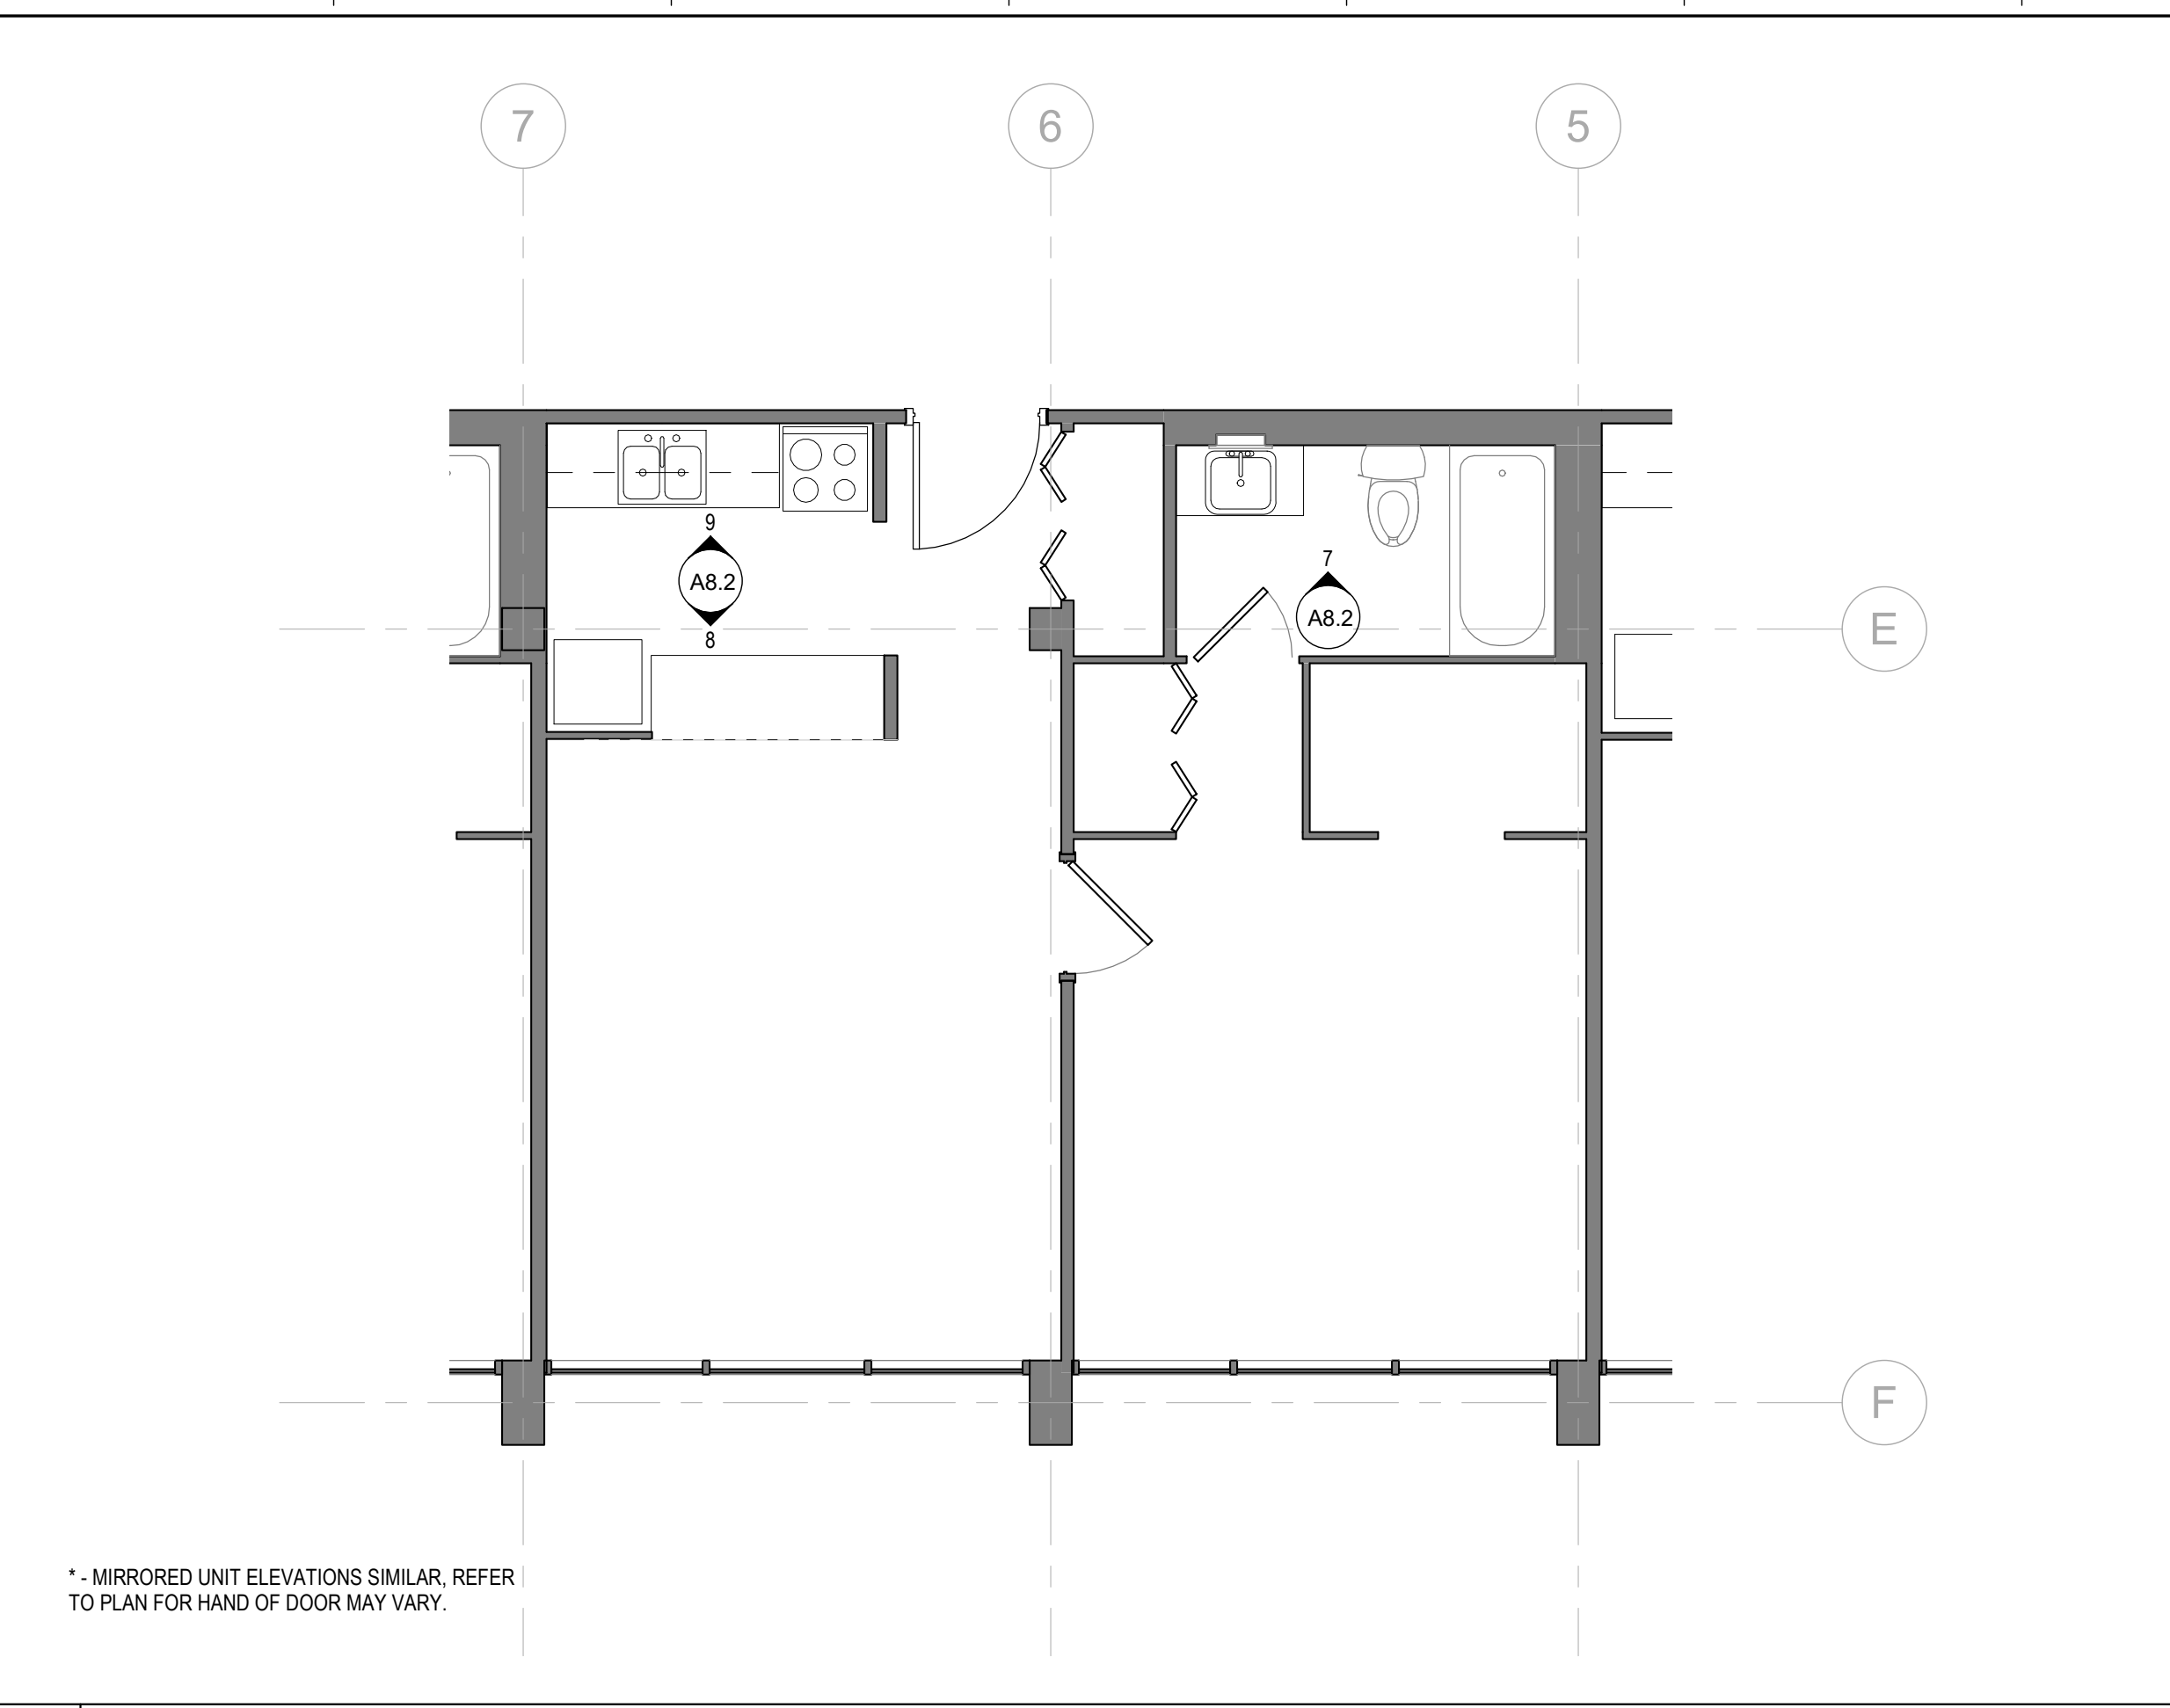 7
6
5
9
A8.2
8
7
A8.2
E
F
* - MIRRORED UNIT ELEVATIONS SIMILAR, REFER
TO PLAN FOR HAND OF DOOR MAY VARY.